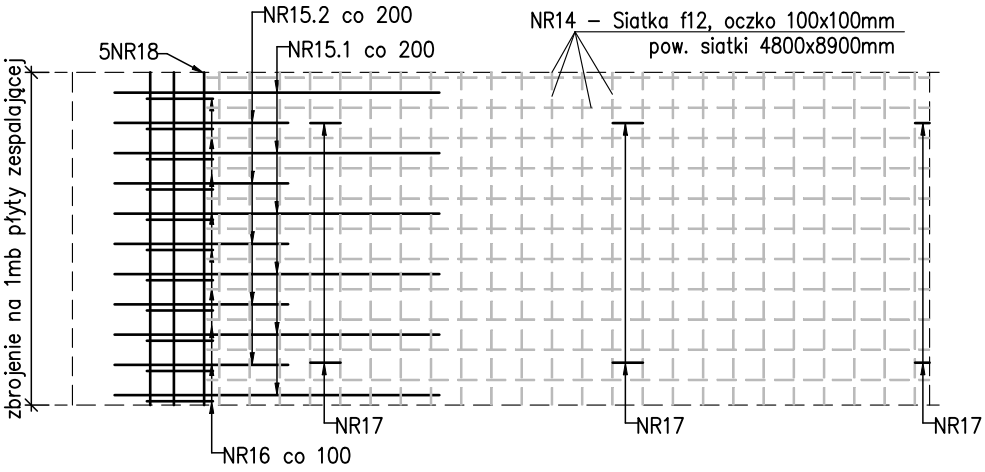 NR15.2 co 200
NR14 – Siatka f12, oczko 100x100mm
pow. siatki 4800x8900mm
NR15.1 co 200
5NR18
zbrojenie na 1mb płyty zespalającej
NR17
NR17
NR17
NR16 co 100